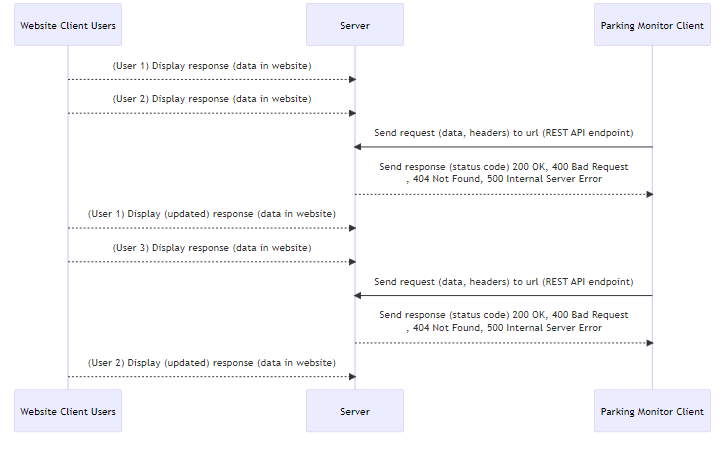 Website Client Users
Server
Parking Monitor Client
(User 1) Display response (data in website)
(User 2) Display response (data in website)
Send request (data, headers) to url (REST API endpoint)
Send response (status code) 200 OK, 400 Bad Request
, 404 Not Found, 500 Internal Server Error
(User 1) Display (updated) response (data in website)
(User 3) Display response (data in website)
Send request (data, headers) to url (REST API endpoint)
Send response (status code) 200 OK, 400 Bad Request
, 404 Not Found, 500 Internal Server Error
(User 2) Display (updated) response (data in website)
Website Client Users
Server
Parking Monitor Client